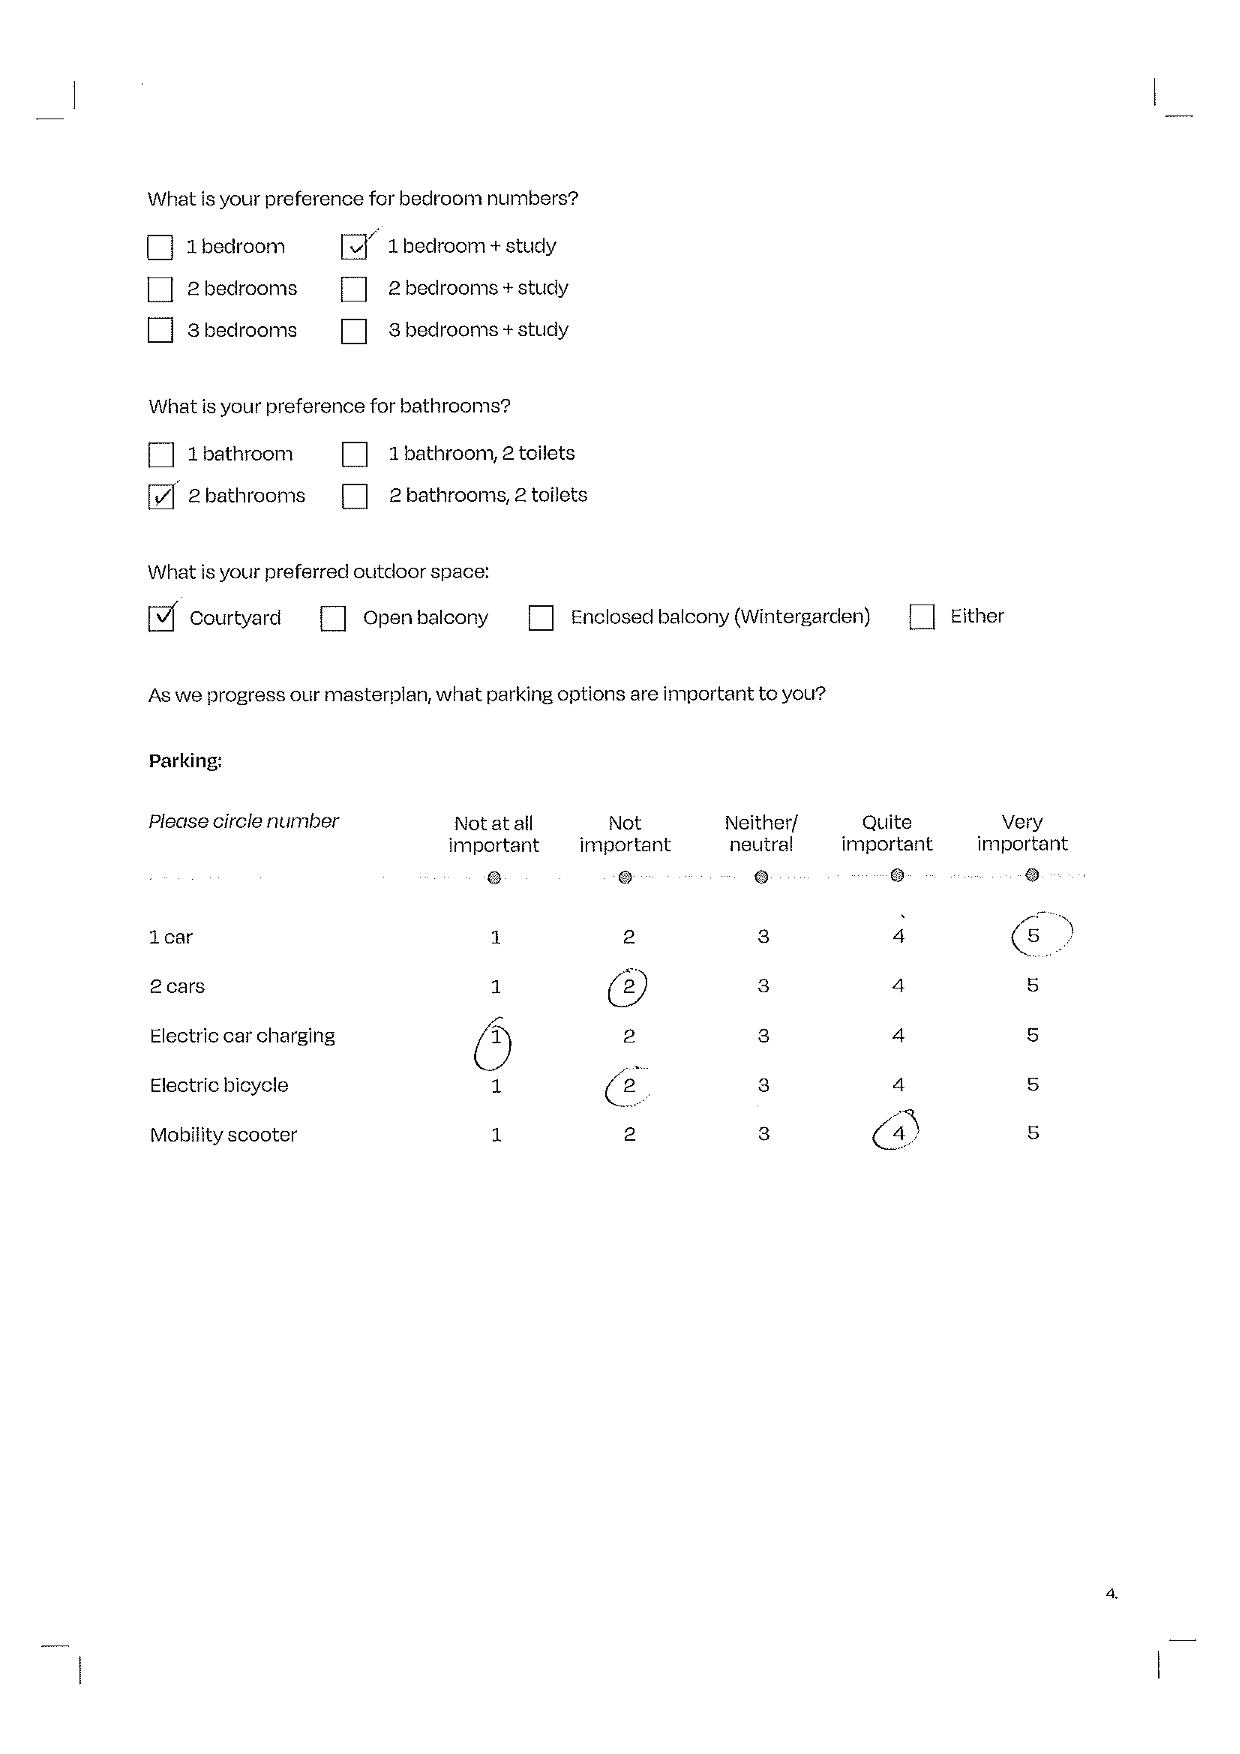 What is your preference for bedroom numbers?
1 bedroom 1 bedroom + study
2 bedrooms 2 bedrooms + study
3 bedrooms 3 bedrooms + study
What is your preference for bathrooms?
1 bathroom 1 bathroom, 2 toilets
2 bathrooms 2 bathrooms, 2 toilets
What is your preferred outdoor space:
Courtyard Open balcony Enclosed balcony (Wintergarden) Either
As we progress our masterplan, what parking options are important to you?
Parking:
Please circle number Not at all Not Neither/ Quite Very
important important neutral important important
1 car 1 2 3 4 5
2 cars 1 2 3 4 5
Electric car charging 1 2 3 4 5
Electric bicycle 1 2 3 4 5
Mobility scooter 1 2 3 4 5
4.